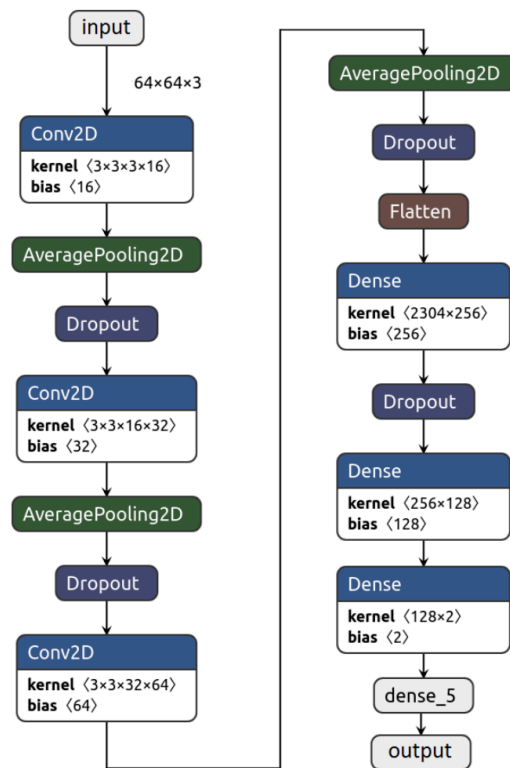 input
64×64×3
Conv2D
kernel 〈3×3×3×16〉
bias 〈16〉
AveragePooling2D
Dropout
Conv2D
kernel 〈3×3×16×32〉
bias 〈32〉
AveragePooling2D
Dropout
Conv2D
kernel 〈3×3×32×64〉
bias 〈64〉
AveragePooling2D
Dropout
Flatten
Dense
kernel 〈2304×256〉
bias 〈256〉
Dropout
Dense
kernel 〈256×128〉
bias 〈128〉
Dense
kernel 〈128×2〉
bias 〈2〉
dense_5
output